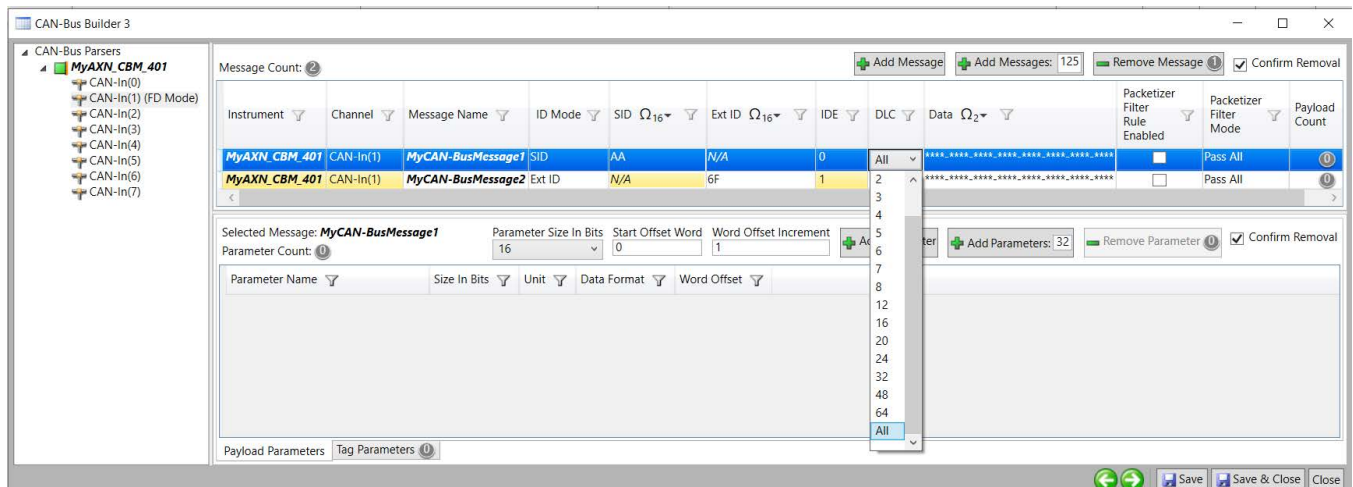 CAN-Bus Builder 3
CAN-Bus Parsers
MyAXN_CBM_401
CAN-In(0)
CAN-In(1) (FD Mode)
CAN-In(2)
CAN-In(3)
CAN-In(4)
CAN-In(5)
CAN-In(6)
CAN-In(7)
Message Count: 2
Add Message Add Messages: 125 Remove Message 1 Confirm Removal
Instrument Channel Message Name ID Mode SID Ω16 Ext ID Ω16 IDE DLC Data Ω2 Packetizer Filter Rule Enabled Packetizer Filter Mode Payload Count
MyAXN_CBM_401 CAN-In(1) MyCAN-BusMessage1 SID AA N/A 0 All ****-****-****-****-****-****-****-**** Pass All 0
MyAXN_CBM_401 CAN-In(1) MyCAN-BusMessage2 Ext ID N/A 6F 1 ****-****-****-****-****-****-****-**** Pass All 0
2
3
4
5
6
7
8
12
16
20
24
32
48
64
All
Selected Message: MyCAN-BusMessage1
Parameter Count: 0
Parameter Size In Bits Start Offset Word Word Offset Increment
16 0 1
Add Parameters: 32 Remove Parameter 0 Confirm Removal
Parameter Name Size In Bits Unit Data Format Word Offset
Payload Parameters Tag Parameters 0
Save Save & Close Close